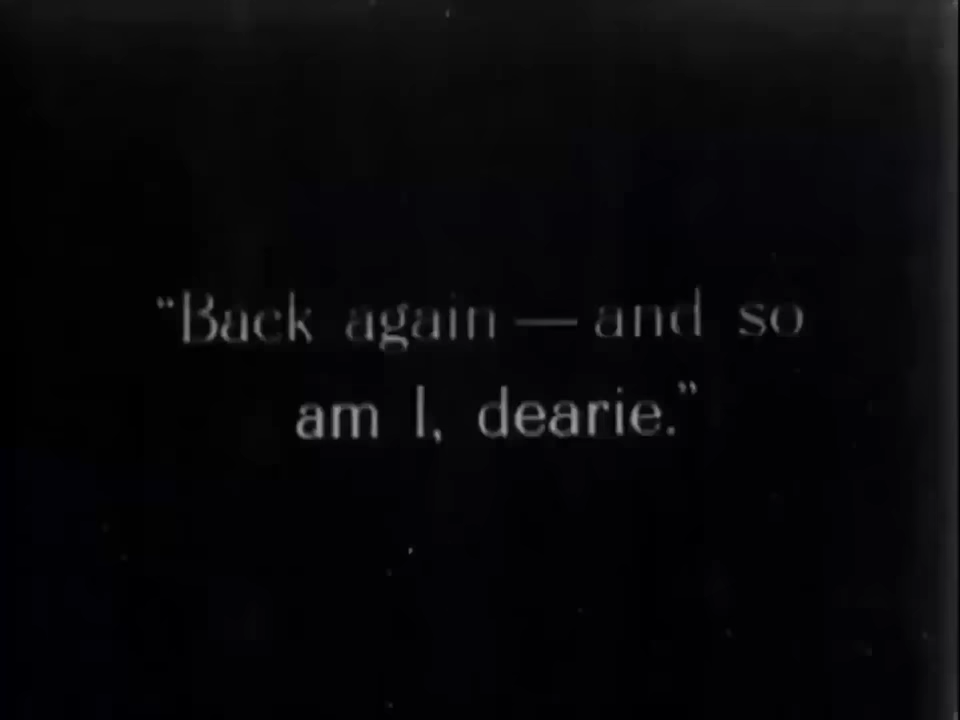 “Back again — and so
am I, dearie.”